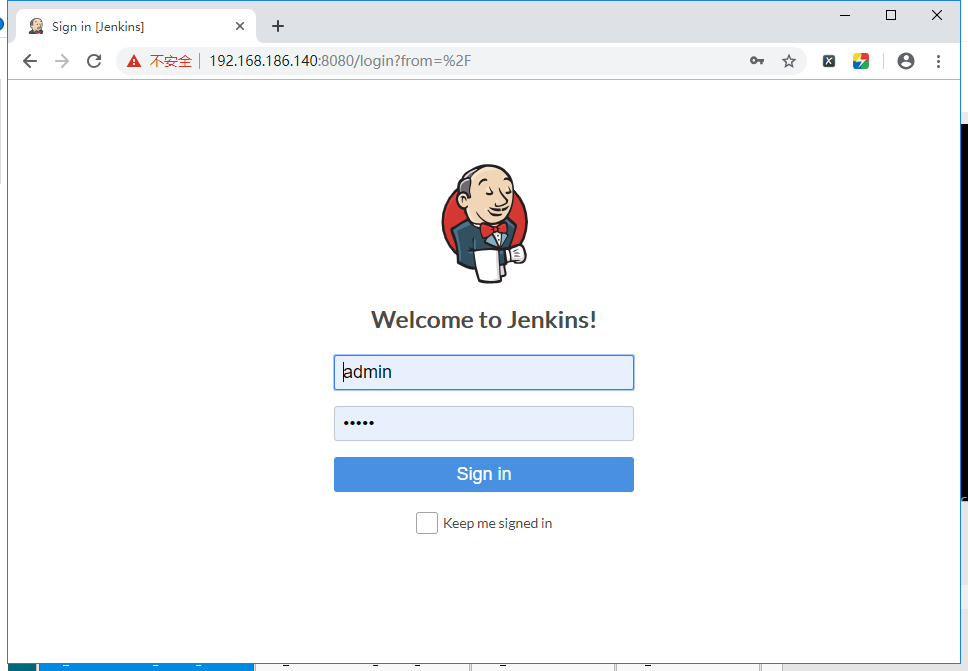 Sign in [Jenkins]
不安全 192.168.186.140:8080/login?from=%2F
Welcome to Jenkins!
admin
•••••
Sign in
Keep me signed in